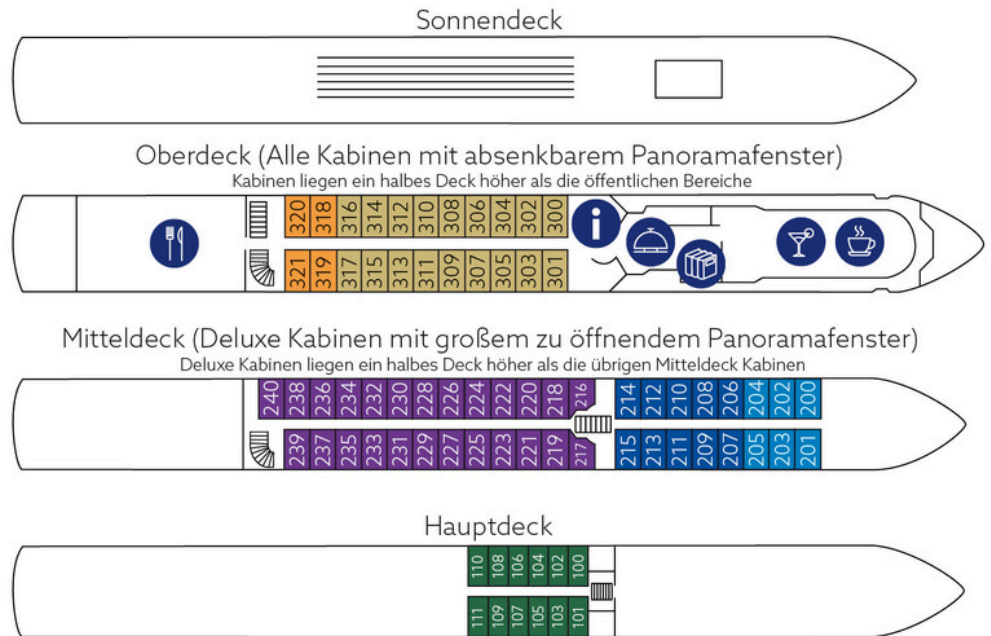 Sonnendeck
Oberdeck (Alle Kabinen mit absenkbarem Panoramafenster)
Kabinen liegen ein halbes Deck höher als die öffentlichen Bereiche
320 318 316 314 312 310 308 306 304 302 300
i
321 319 317 315 313 311 309 307 305 303 301
Mitteldeck (Deluxe Kabinen mit großem zu öffnendem Panoramafenster)
Deluxe Kabinen liegen ein halbes Deck höher als die übrigen Mitteldeck Kabinen
240 238 236 234 232 230 228 226 224 222 220 218 216 214 212 210 208 206 204 202 200
239 237 235 233 231 229 227 225 223 221 219 217 215 213 211 209 207 205 203 201
Hauptdeck
110 108 106 104 102 100
111 109 107 105 103 101